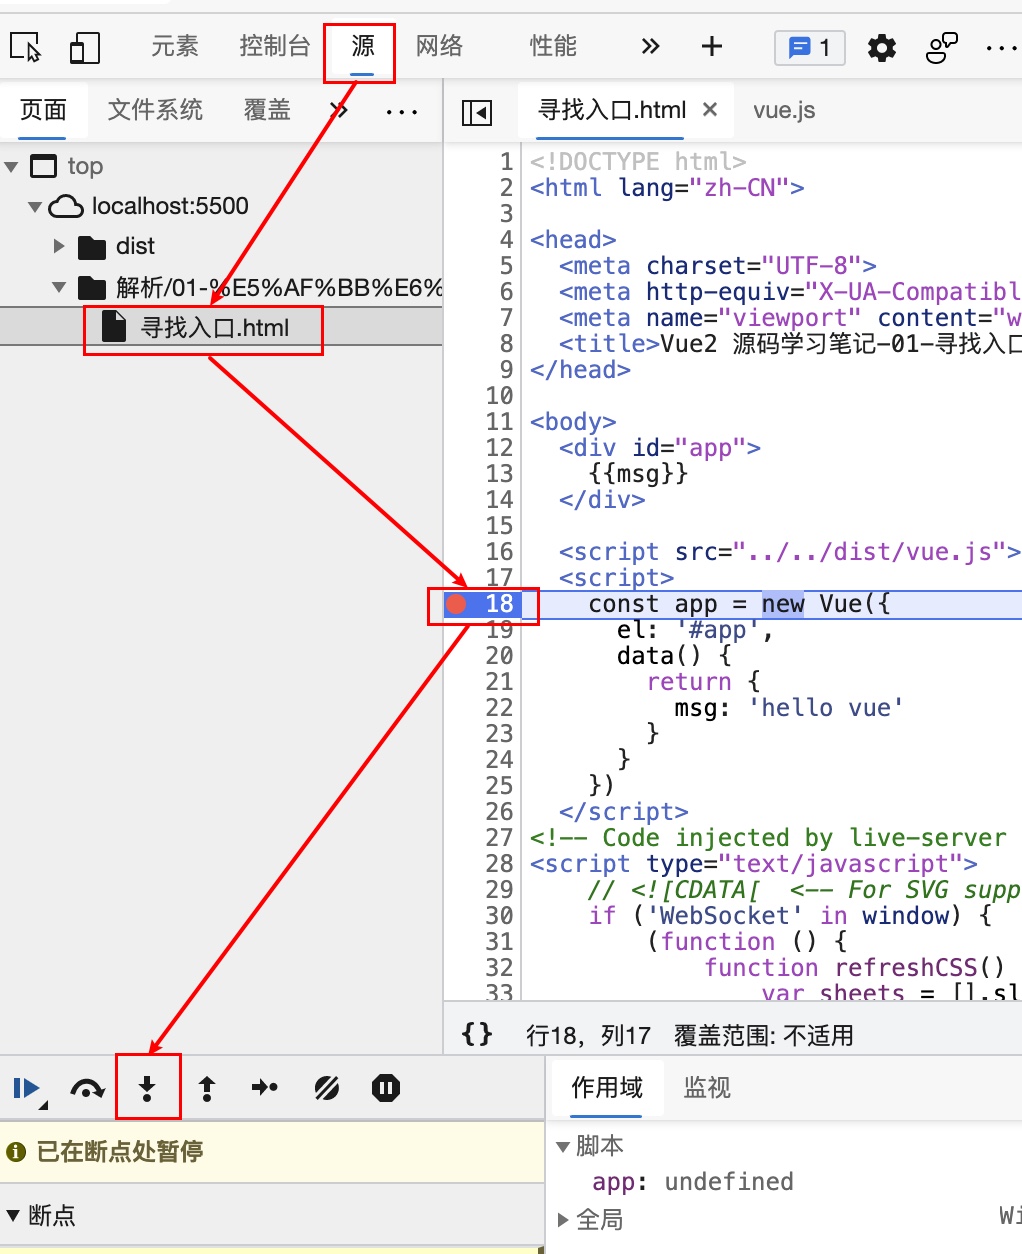 元素 控制台 源 网络 性能 1
页面 文件系统 覆盖
top
localhost:5500
dist
解析/01-%E5%AF%BB%E6%
寻找入口.html
寻找入口.html vue.js
1 <!DOCTYPE html>
2 <html lang="zh-CN">
3
4 <head>
5 <meta charset="UTF-8">
6 <meta http-equiv="X-UA-Compatibl
7 <meta name="viewport" content="w
8 <title>Vue2 源码学习笔记-01-寻找入口
9 </head>
10
11 <body>
12 <div id="app">
13 {{msg}}
14 </div>
15
16 <script src="../../dist/vue.js">
17 <script>
18 const app = new Vue({
19 el: '#app',
20 data() {
21 return {
22 msg: 'hello vue'
23 }
24 }
25 })
26 </script>
27 <!-- Code injected by live-server
28 <script type="text/javascript">
29 // <![CDATA[ <-- For SVG supp
30 if ('WebSocket' in window) {
31 (function () {
32 function refreshCSS()
33 var sheets = [].sl
{} 行18，列17 覆盖范围: 不适用
已在断点处暂停
断点
作用域 监视
脚本
app: undefined
全局 Wi